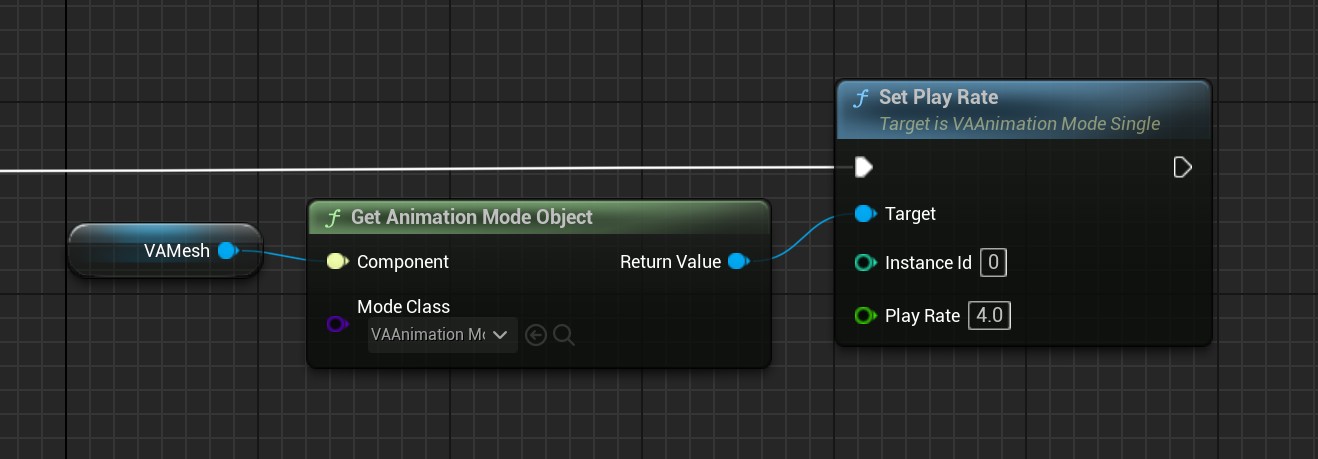 Set Play Rate
Target is VAAnimation Mode Single
VAMesh
Get Animation Mode Object
Component
Return Value
Mode Class
VAAnimation
Target
Instance Id 0
Play Rate 4.0